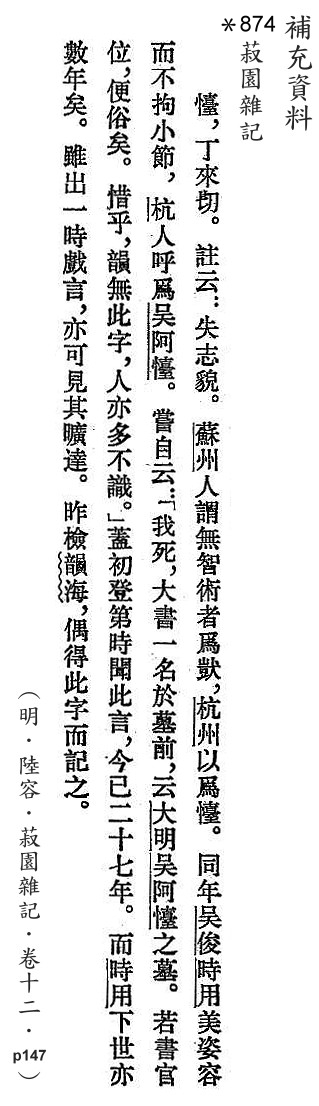 補充資料
＊874
菽園雜記
懛，丁來切。註云：失志貌。蘇州人謂無智術者爲獃，杭州以爲懛。同年吳俊時用美姿容
而不拘小節，杭人呼爲吳阿懛。嘗自云：「我死，大書一名於墓前，云大明吳阿懛之墓。若書官
位，便俗矣。惜乎，韻無此字，人亦多不識。」蓋初登第時聞此言，今已二十七年。而時用下世亦
數年矣。雖出一時戲言，亦可見其曠達。昨檢韻海，偶得此字而記之。
（明・陸容・菽園雜記・卷十二・p147）